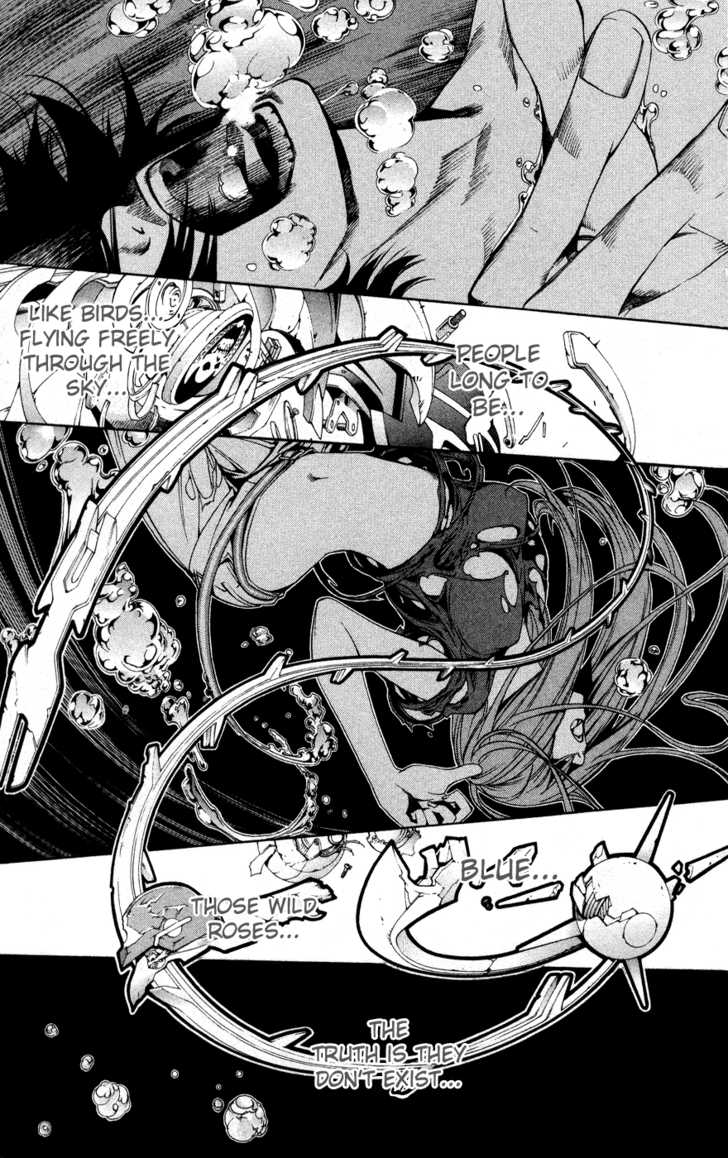 LIKE BIRDS...
FLYING FREELY
THROUGH THE
SKY...
PEOPLE
LONG TO
BE...
BLUE...
THOSE WILD
ROSES...
THE
TRUTH IS THEY
DON'T EXIST...